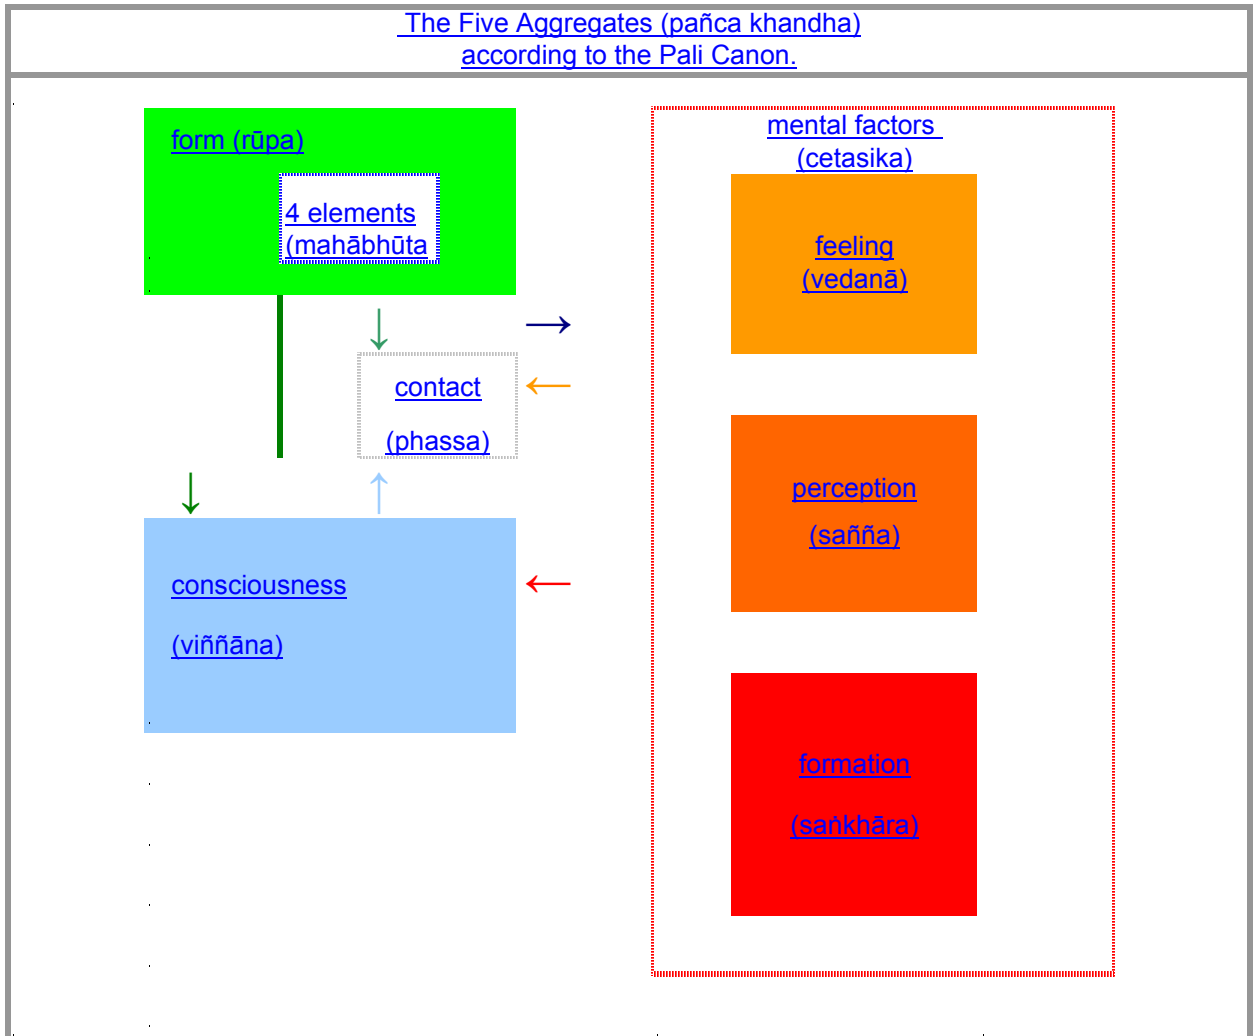 The Five Aggregates (pañca khandha)
according to the Pali Canon.
form (rūpa)
4 elements
(mahābhūta
→
←
↓
contact
(phassa)
↓
↑
consciousness
(viññāna)
←
mental factors
(cetasika)
feeling
(vedanā)
perception
(sañña)
formation
(saṅkhāra)